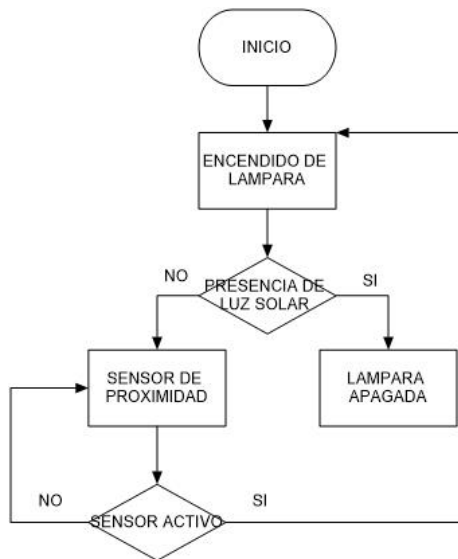 INICIO
ENCENDIDO DE
LAMPARA
NO
PRESENCIA DE
LUZ SOLAR
SI
SENSOR DE
PROXIMIDAD
LAMPARA
APAGADA
NO
SENSOR ACTIVO
SI